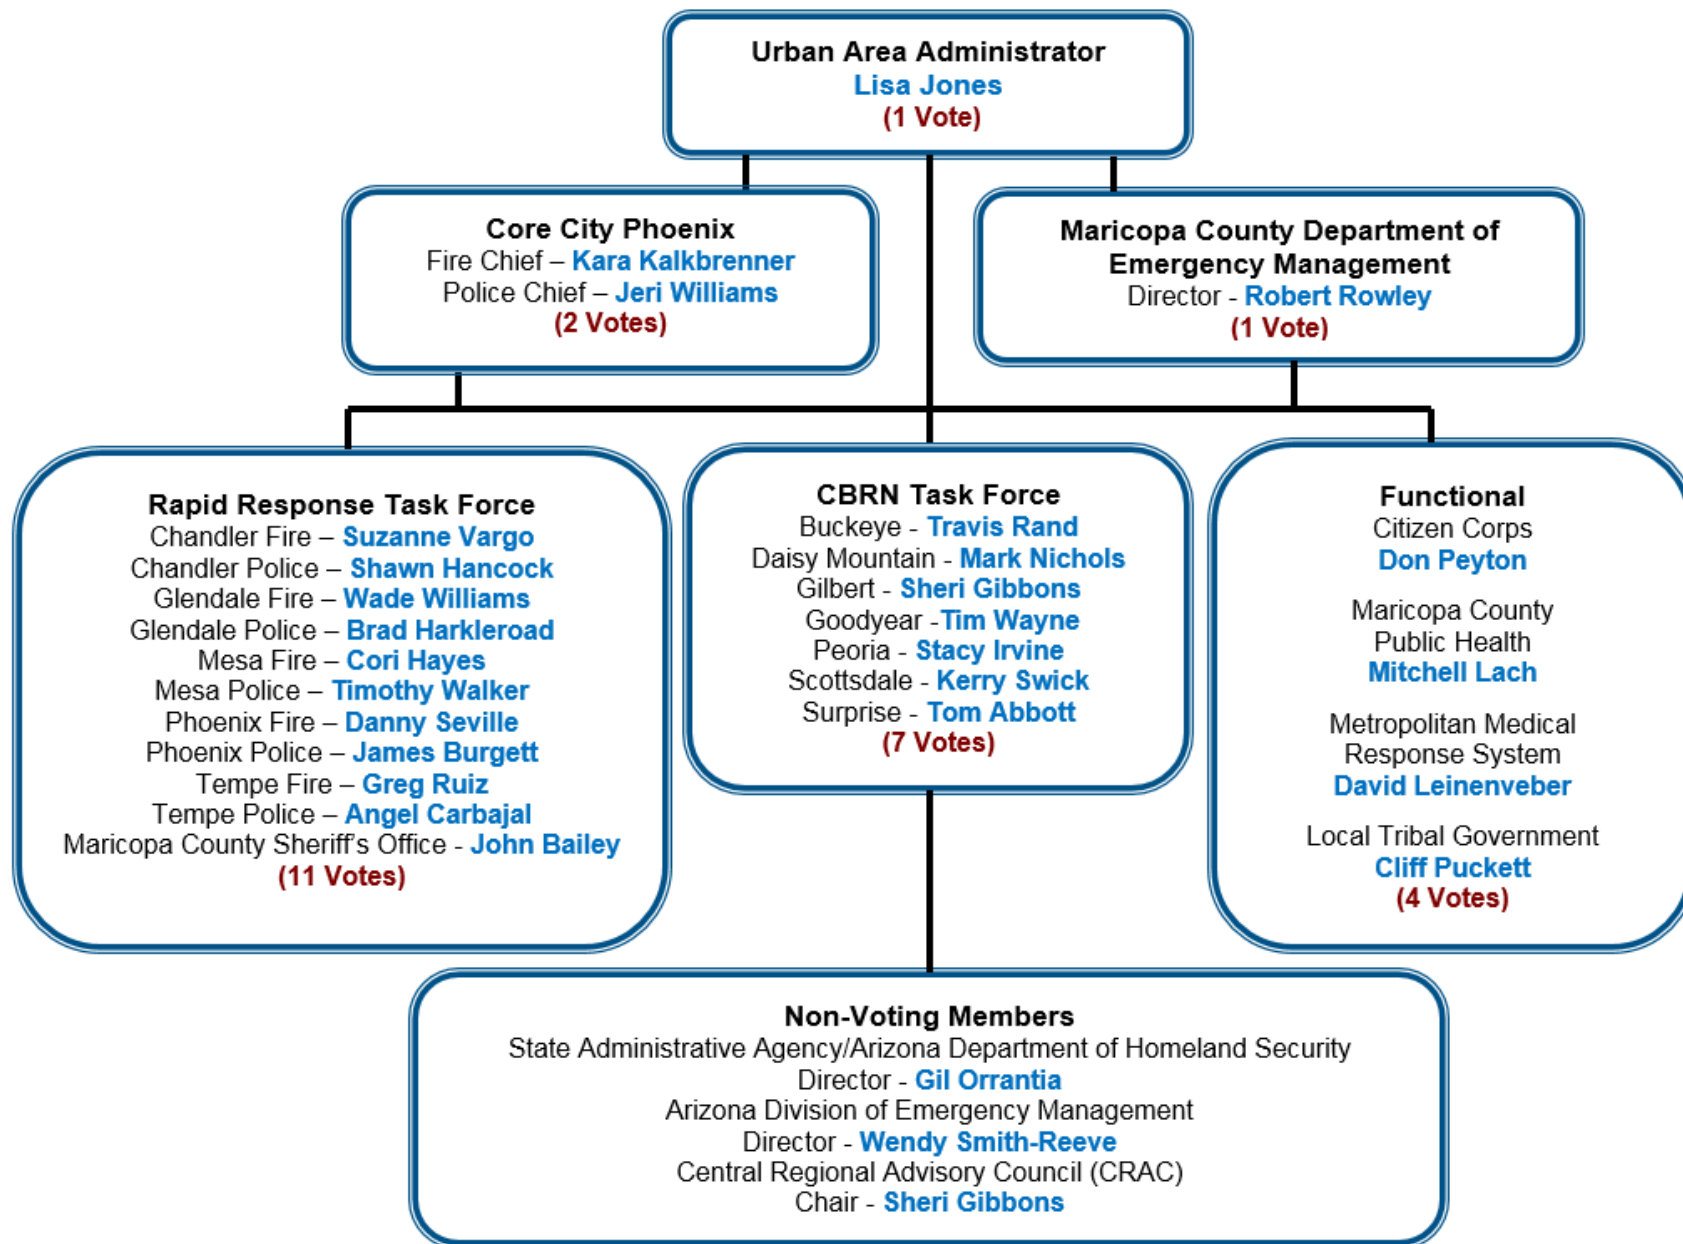 Urban Area Administrator
Lisa Jones
(1 Vote)
Core City Phoenix
Fire Chief – Kara Kalkbrenner
Police Chief – Jeri Williams
(2 Votes)
Maricopa County Department of
Emergency Management
Director - Robert Rowley
(1 Vote)
Rapid Response Task Force
Chandler Fire – Suzanne Vargo
Chandler Police – Shawn Hancock
Glendale Fire – Wade Williams
Glendale Police – Brad Harkleroad
Mesa Fire – Cori Hayes
Mesa Police – Timothy Walker
Phoenix Fire – Danny Seville
Phoenix Police – James Burgett
Tempe Fire – Greg Ruiz
Tempe Police – Angel Carbajal
Maricopa County Sheriff's Office - John Bailey
(11 Votes)
CBRN Task Force
Buckeye - Travis Rand
Daisy Mountain - Mark Nichols
Gilbert - Sheri Gibbons
Goodyear -Tim Wayne
Peoria - Stacy Irvine
Scottsdale - Kerry Swick
Surprise - Tom Abbott
(7 Votes)
Functional
Citizen Corps
Don Peyton
Maricopa County
Public Health
Mitchell Lach
Metropolitan Medical
Response System
David Leinenveber
Local Tribal Government
Cliff Puckett
(4 Votes)
Non-Voting Members
State Administrative Agency/Arizona Department of Homeland Security
Director - Gil Orrantia
Arizona Division of Emergency Management
Director - Wendy Smith-Reeve
Central Regional Advisory Council (CRAC)
Chair - Sheri Gibbons